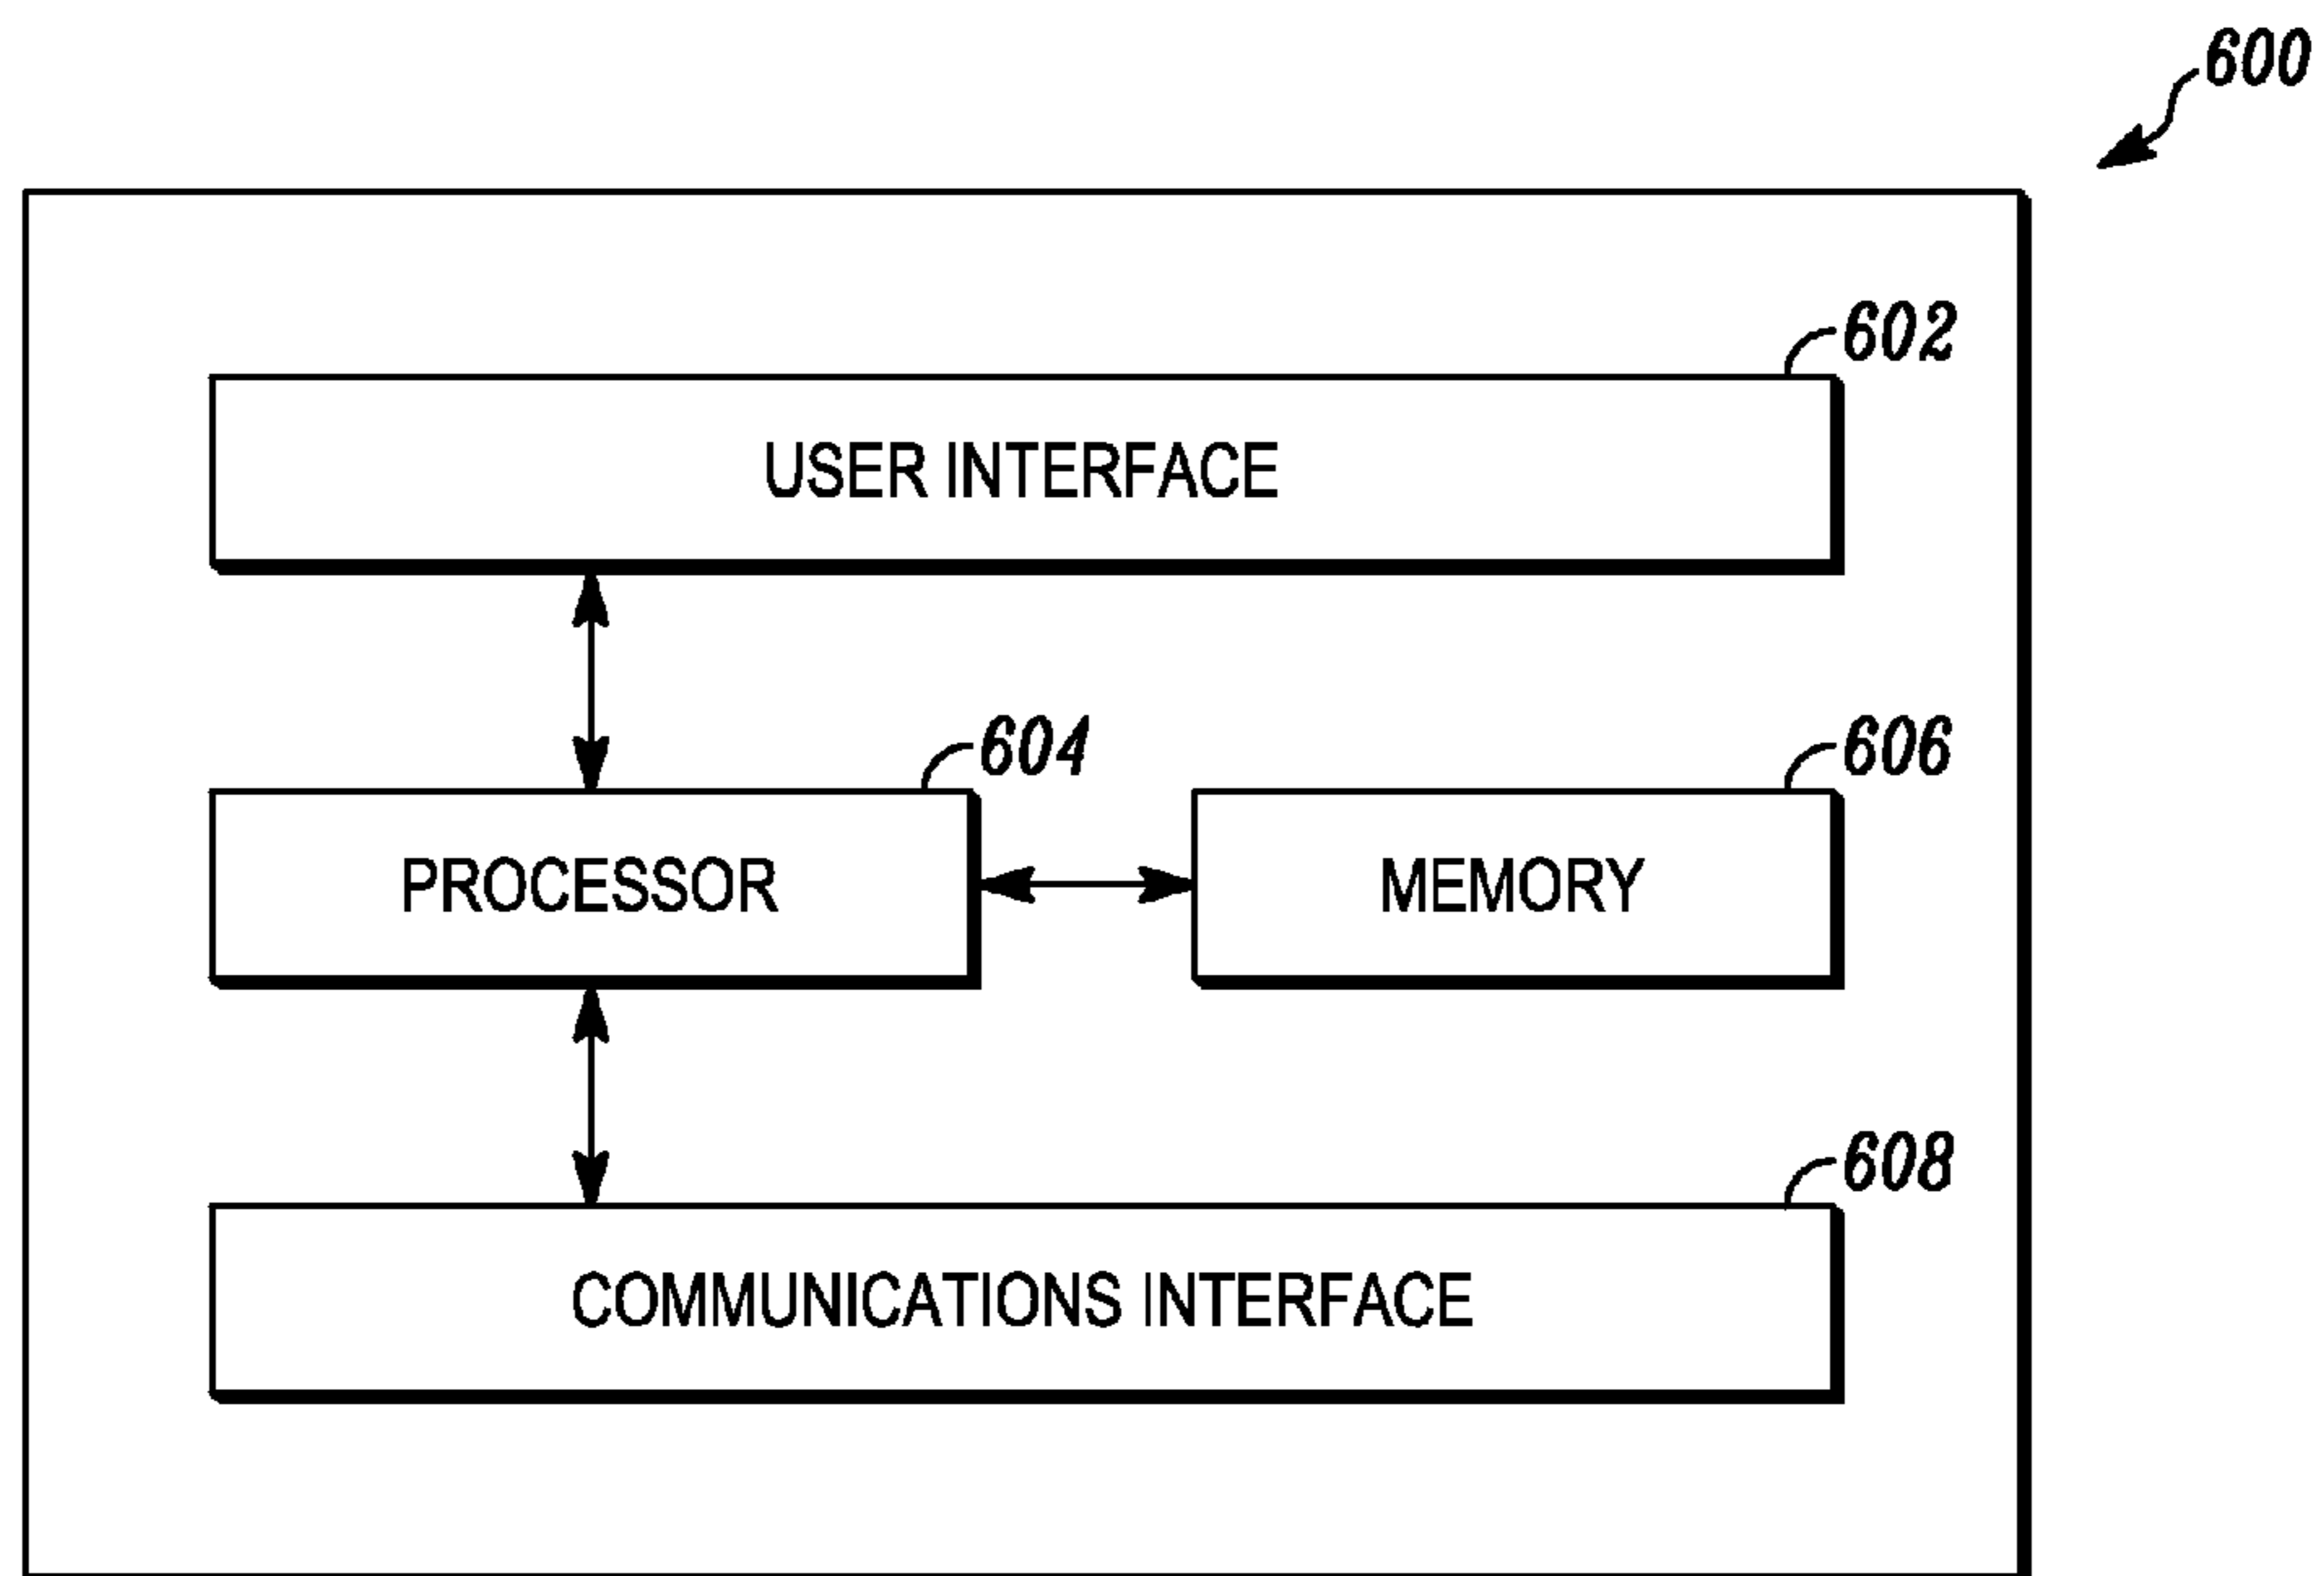 600
602
USER INTERFACE
604
606
PROCESSOR
MEMORY
608
COMMUNICATIONS INTERFACE